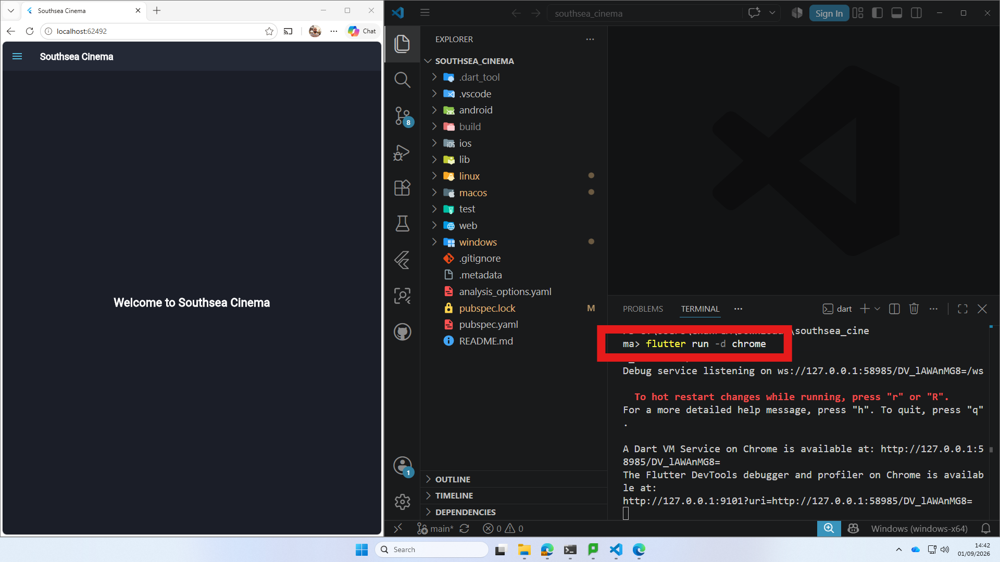 Southsea Cinema
localhost:62492
Chat
Southsea Cinema
Welcome to Southsea Cinema
southsea_cinema
Sign In
EXPLORER
SOUTHSEA_CINEMA
.dart_tool
.vscode
android
build
ios
lib
linux
macos
test
web
windows
.gitignore
.metadata
analysis_options.yaml
pubspec.lock M
pubspec.yaml
README.md
8
1
OUTLINE
TIMELINE
DEPENDENCIES
PROBLEMS TERMINAL
dart
\southsea_cine
ma> flutter run -d chrome
Debug service listening on ws://127.0.0.1:58985/DV_lAWAnMG8=/ws
To hot restart changes while running, press "r" or "R".
For a more detailed help message, press "h". To quit, press "q"
.
A Dart VM Service on Chrome is available at: http://127.0.0.1:5
8985/DV_lAWAnMG8=
The Flutter DevTools debugger and profiler on Chrome is availab
le at:
http://127.0.0.1:9101?uri=http://127.0.0.1:58985/DV_lAWAnMG8=
main* 0 0
Windows (windows-x64)
Search
14:42
01/09/2026